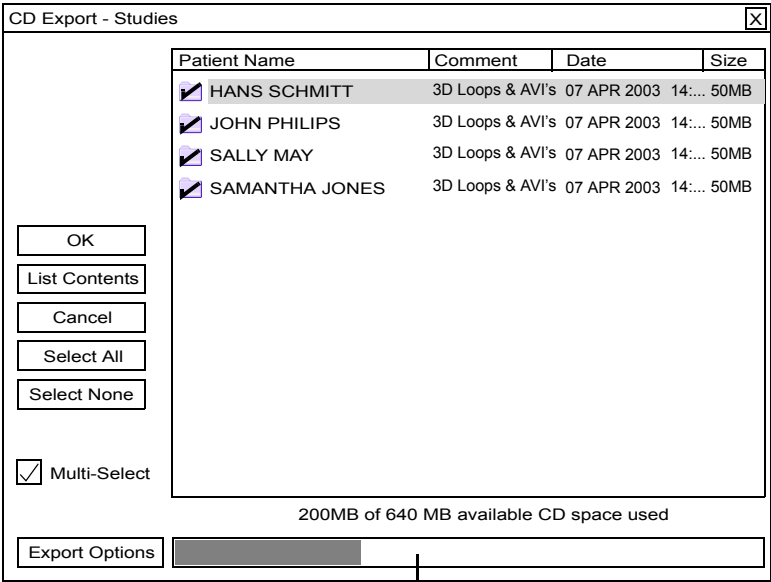 CD Export - Studies X
Patient Name Comment Date Size
HANS SCHMITT 3D Loops & AVI's 07 APR 2003 14:... 50MB
JOHN PHILIPS 3D Loops & AVI's 07 APR 2003 14:... 50MB
SALLY MAY 3D Loops & AVI's 07 APR 2003 14:... 50MB
SAMANTHA JONES 3D Loops & AVI's 07 APR 2003 14:... 50MB
OK
List Contents
Cancel
Select All
Select None
Multi-Select
200MB of 640 MB available CD space used
Export Options